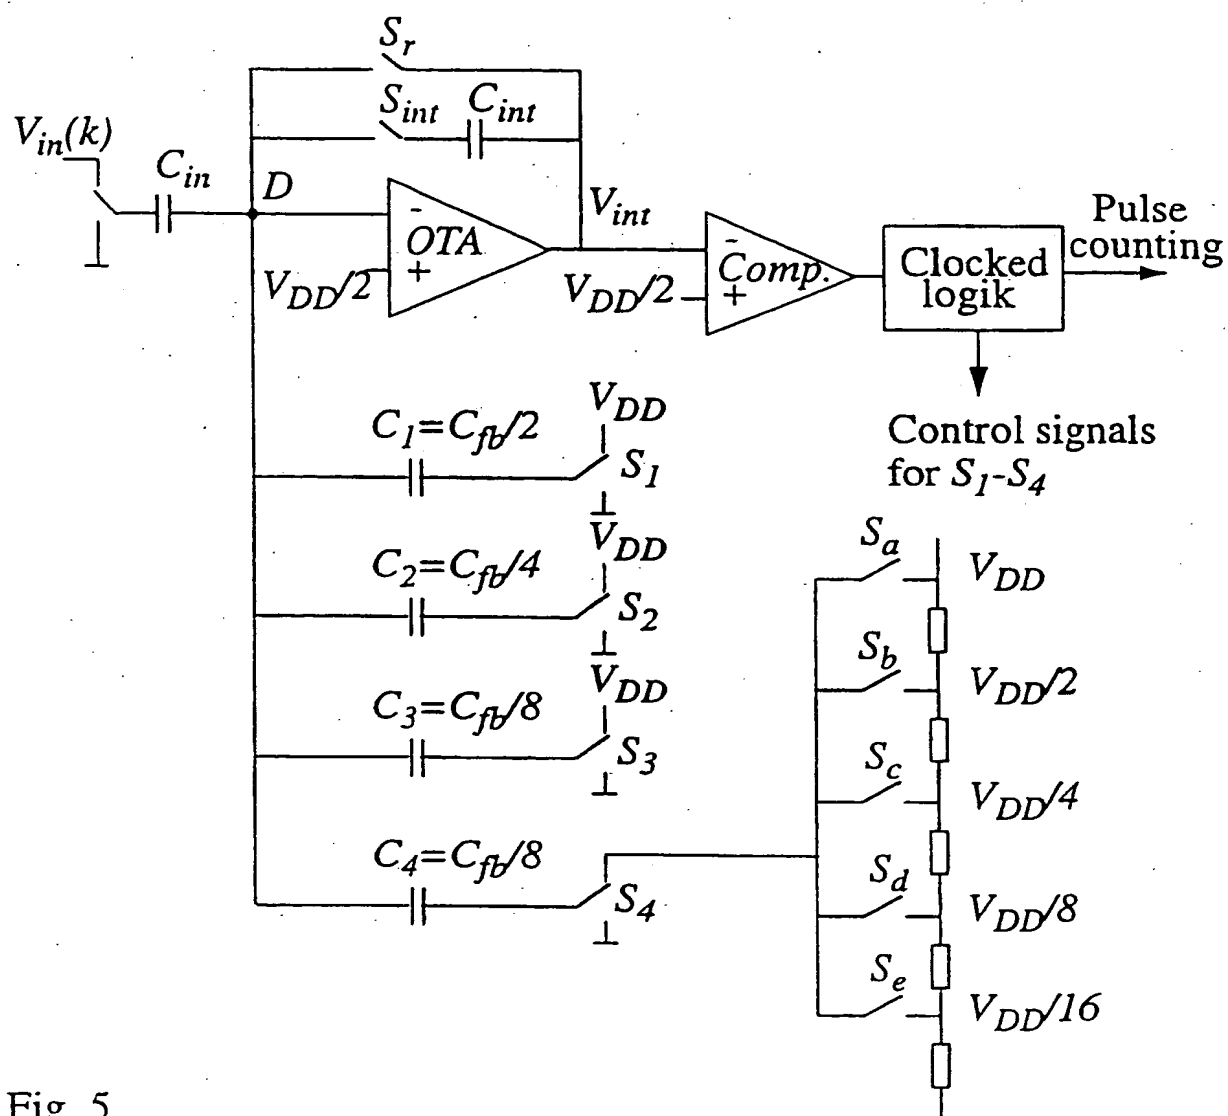 S_r
S_int C_int
V_in(k)
C_in
D
V_int
- OTA +
V_DD/2
- Comp. +
V_DD/2
Clocked
logik
Pulse
counting
Control signals
for S_1-S_4
V_DD
C_1=C_fb/2
S_1
V_DD
C_2=C_fb/4
S_2
V_DD
C_3=C_fb/8
S_3
C_4=C_fb/8
S_4
S_a
V_DD
S_b
V_DD/2
S_c
V_DD/4
S_d
V_DD/8
S_e
V_DD/16
Fig. 5